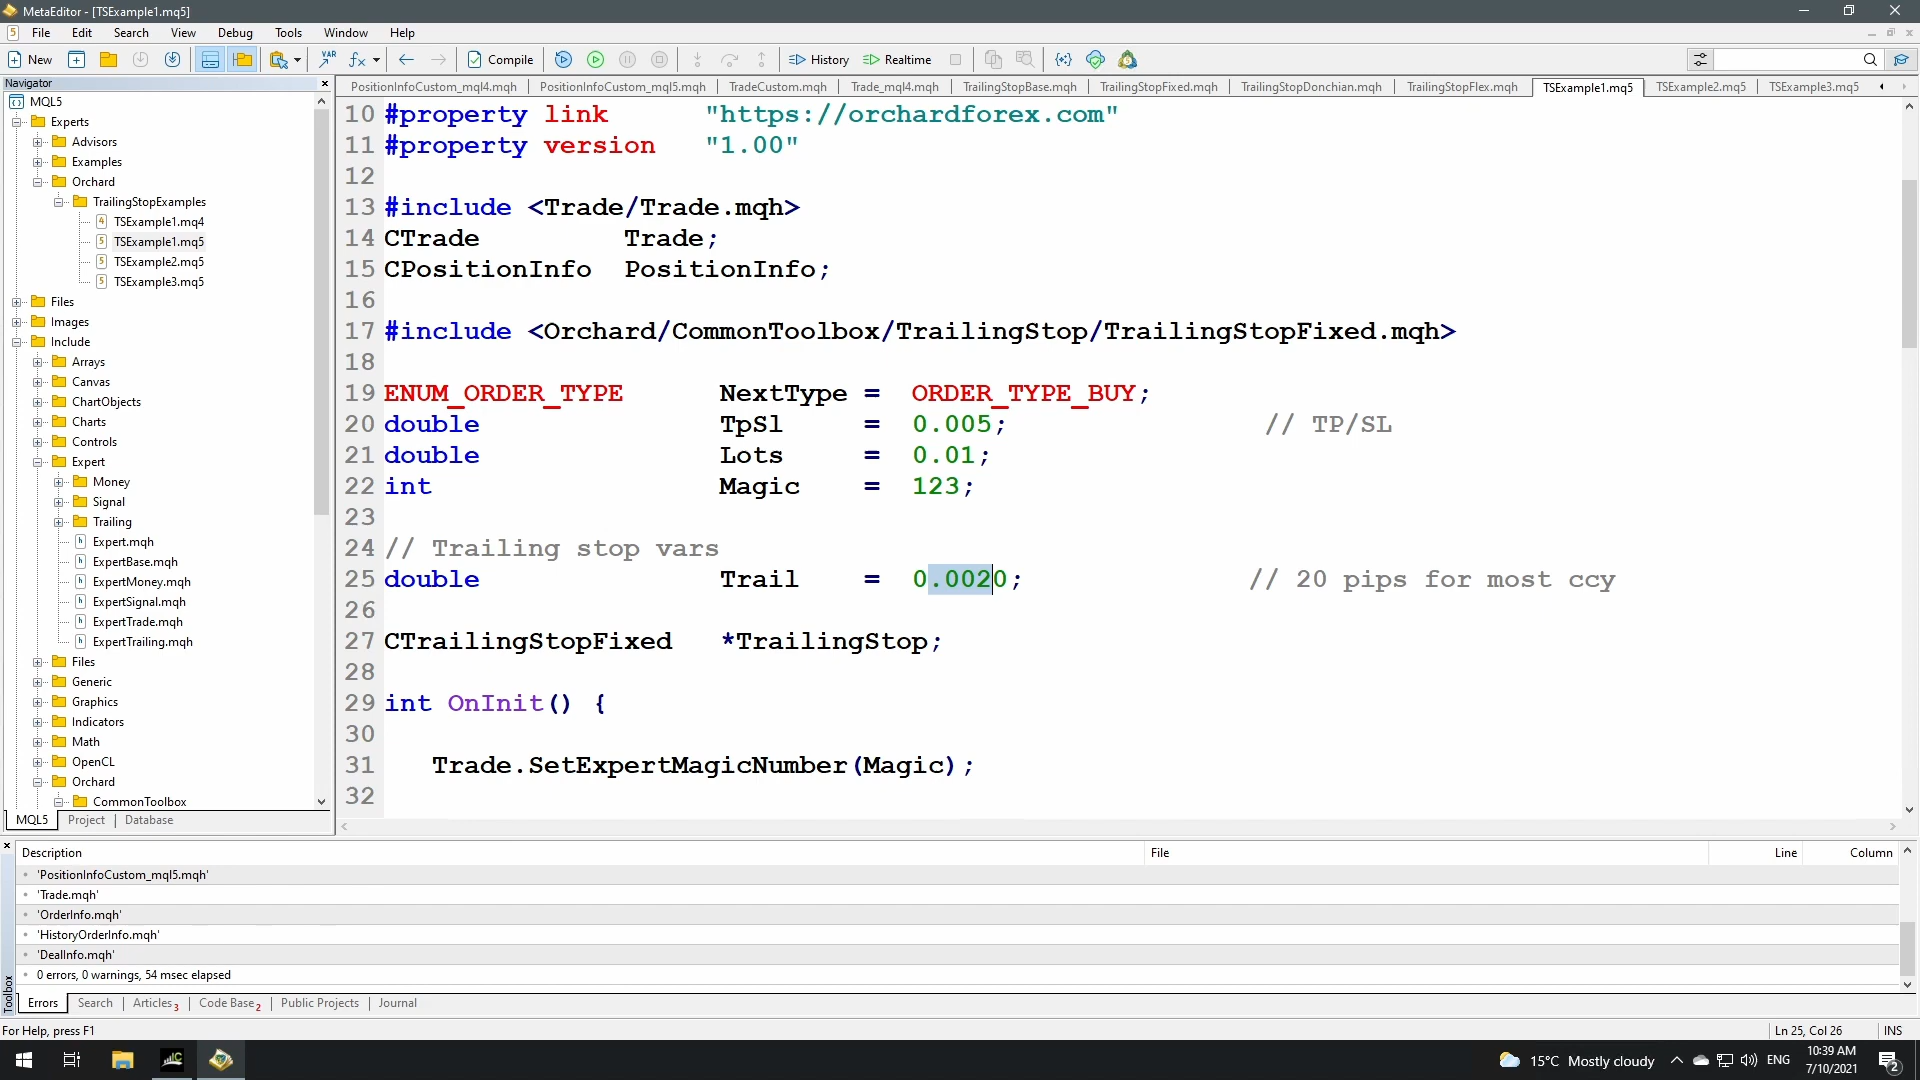 MetaEditor - [TSExample1.mq5]
File Edit Search View Debug Tools Window Help
New VAR Compile History Realtime
Navigator
PositionInfoCustom_mql4.mqh PositionInfoCustom_mql5.mqh TradeCustom.mqh Trade_mql4.mqh TrailingStopBase.mqh TrailingStopFixed.mqh TrailingStopDonchian.mqh TrailingStopFlex.mqh TSExample1.mq5 TSExample2.mq5 TSExample3.mq5
MQL5
Experts
Advisors
Examples
Orchard
TrailingStopExamples
TSExample1.mq4
TSExample1.mq5
TSExample2.mq5
TSExample3.mq5
Files
Images
Include
Arrays
Canvas
ChartObjects
Charts
Controls
Expert
Money
Signal
Trailing
Expert.mqh
ExpertBase.mqh
ExpertMoney.mqh
ExpertSignal.mqh
ExpertTrade.mqh
ExpertTrailing.mqh
Files
Generic
Graphics
Indicators
Math
OpenCL
Orchard
CommonToolbox
MQL5 Project Database
10 #property link "https://orchardforex.com"
11 #property version "1.00"
12
13 #include <Trade/Trade.mqh>
14 CTrade Trade;
15 CPositionInfo PositionInfo;
16
17 #include <Orchard/CommonToolbox/TrailingStop/TrailingStopFixed.mqh>
18
19 ENUM_ORDER_TYPE NextType = ORDER_TYPE_BUY;
20 double TpSl = 0.005; // TP/SL
21 double Lots = 0.01;
22 int Magic = 123;
23
24 // Trailing stop vars
25 double Trail = 0.0020; // 20 pips for most ccy
26
27 CTrailingStopFixed *TrailingStop;
28
29 int OnInit() {
30
31 Trade.SetExpertMagicNumber(Magic);
32
Description File Line Column
'PositionInfoCustom_mql5.mqh'
'Trade.mqh'
'OrderInfo.mqh'
'HistoryOrderInfo.mqh'
'DealInfo.mqh'
0 errors, 0 warnings, 54 msec elapsed
Toolbox
Errors Search Articles 3 Code Base 2 Public Projects Journal
For Help, press F1 Ln 25, Col 26 INS
15°C Mostly cloudy ENG 10:39 AM
7/10/2021 2